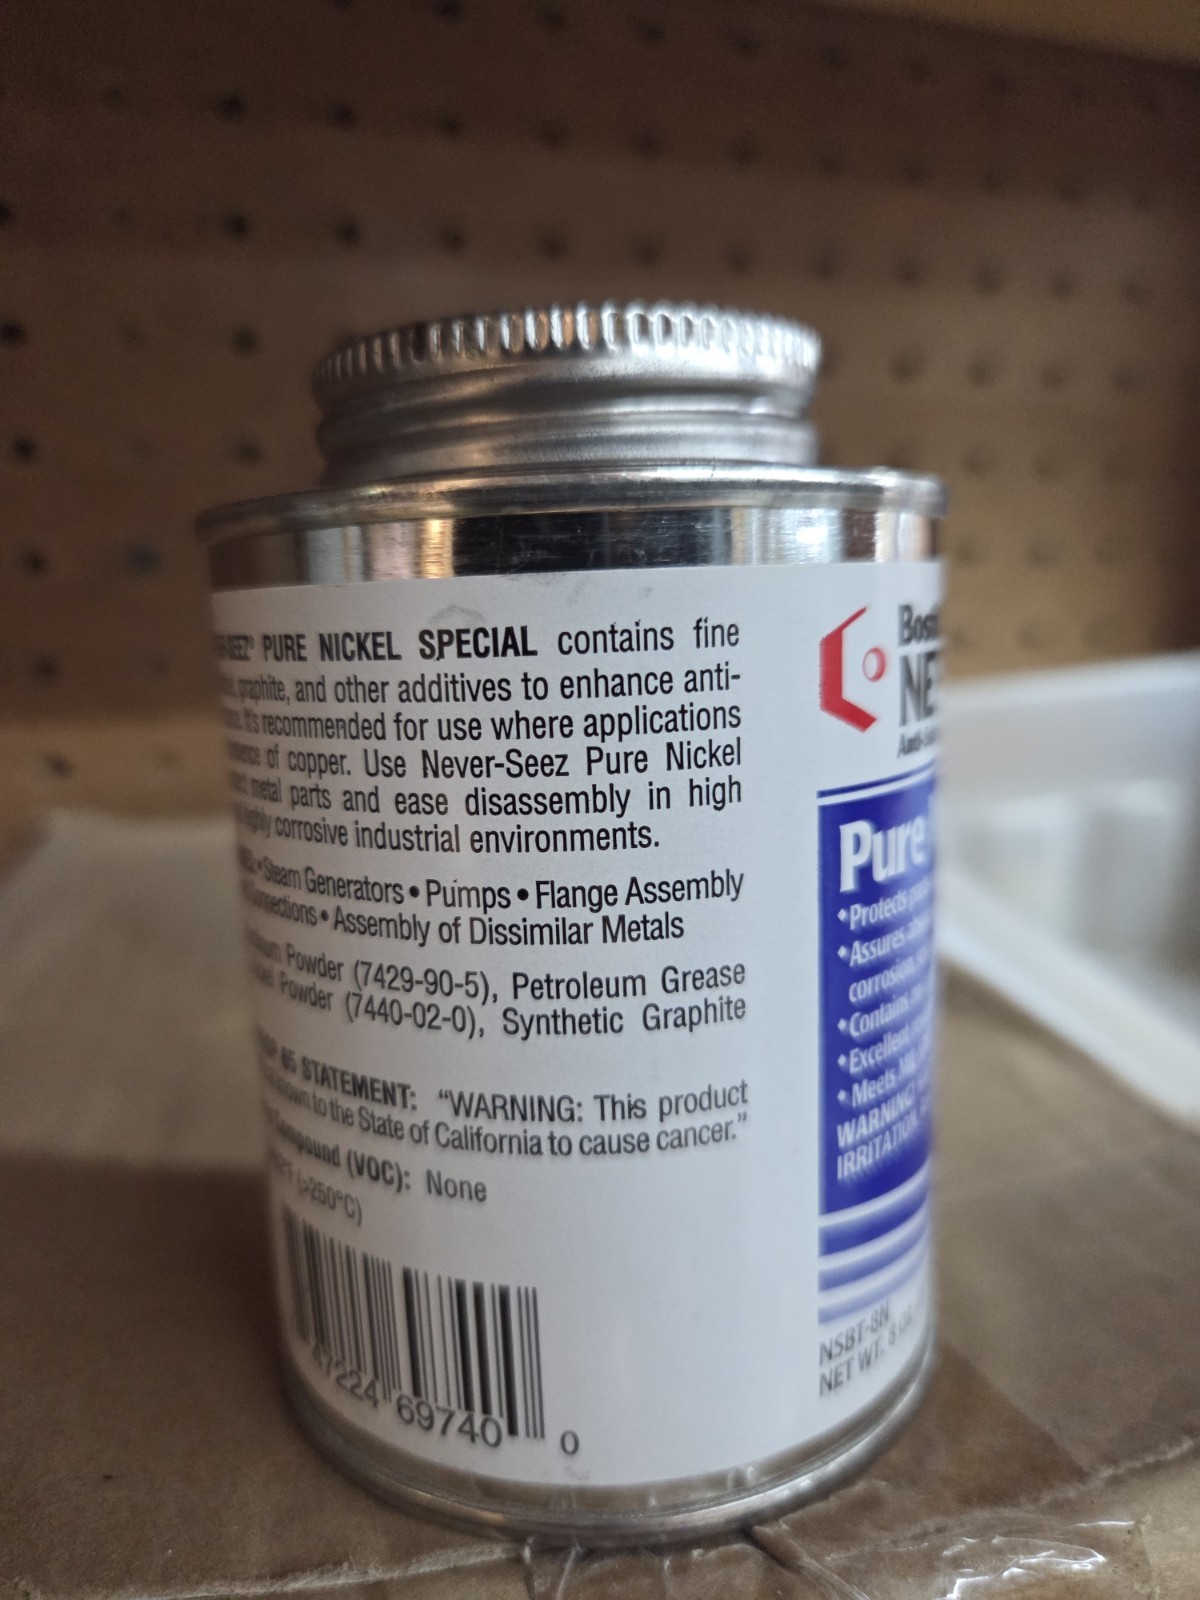 PURE NICKEL SPECIAL contains fine
graphite, and other additives to enhance anti-
It's recommended for use where applications
of copper. Use Never-Seez Pure Nickel
metal parts and ease disassembly in high
corrosive industrial environments.
• Steam Generators • Pumps • Flange Assembly
• Assembly of Dissimilar Metals
Powder (7429-90-5), Petroleum Grease
Powder (7440-02-0), Synthetic Graphite
65 STATEMENT: "WARNING: This product
to the State of California to cause cancer."
(VOC): None
(>250°C)
47224 69740 0
Pure
Protects
Assures
corrosion,
Contains
Excellent
Meets
WARNING!
IRRITATION
NSBT-8N
NET WT. 8